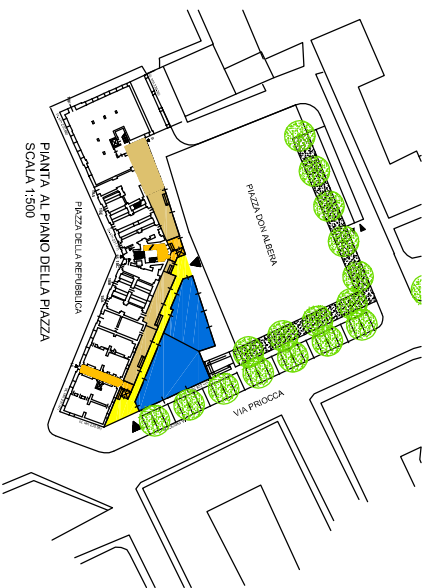 PIAZZA DON ALBERA
PIAZZA DELLA REPUBBLICA
VIA PRIOCCA
PIANTA AL PIANO DELLA PIAZZA
SCALA 1:500